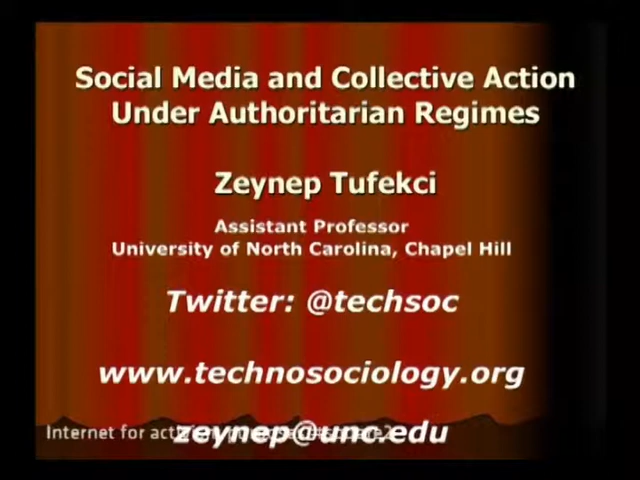 Social Media and Collective Action
Under Authoritarian Regimes
Zeynep Tufekci
Assistant Professor
University of North Carolina, Chapel Hill
Twitter: @techsoc
www.technosociology.org
zeynep@unc.edu
Internet for